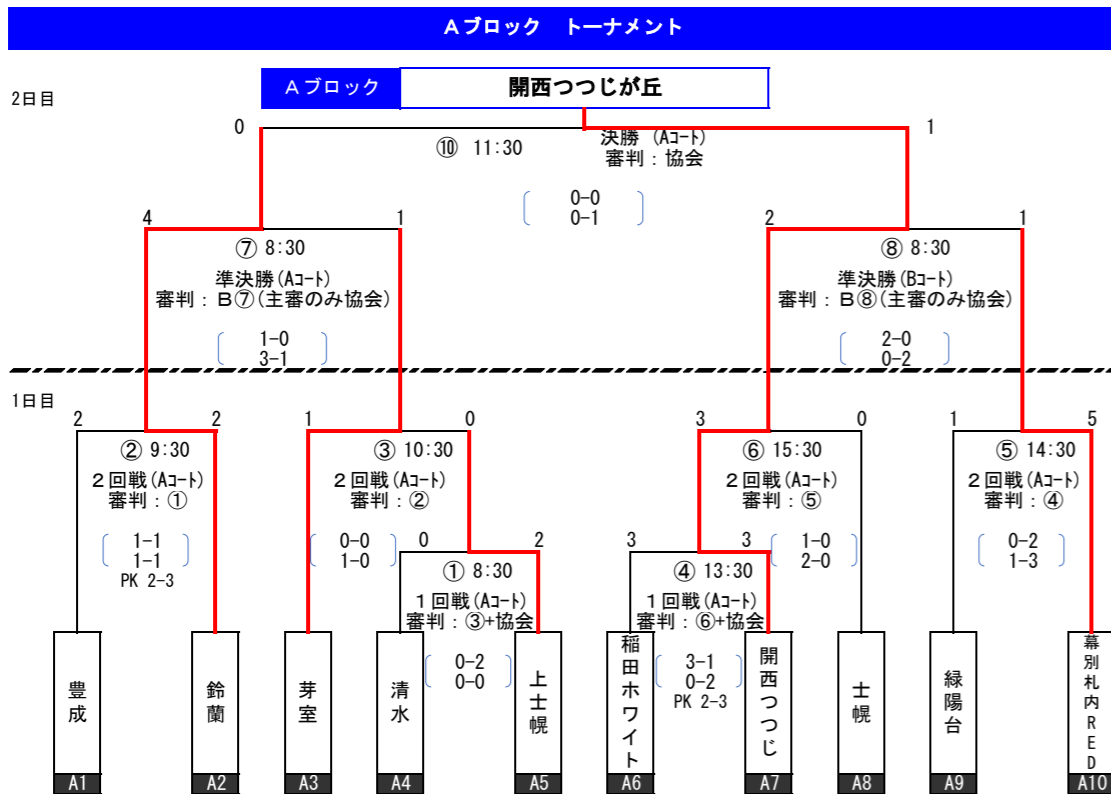 Aブロック　トーナメント
Aブロック
開西つつじが丘
2日目
0
1
⑩ 11:30
決勝 (Aコート)
審判：協会
0-0
0-1
4
1
2
1
⑦ 8:30
準決勝(Aコート)
審判：B⑦(主審のみ協会)
1-0
3-1
⑧ 8:30
準決勝(Bコート)
審判：B⑧(主審のみ協会)
2-0
0-2
1日目
2
2
1
0
3
0
1
5
② 9:30
2回戦(Aコート)
審判：①
1-1
1-1
PK 2-3
③ 10:30
2回戦(Aコート)
審判：②
0-0
1-0
⑥ 15:30
2回戦(Aコート)
審判：⑤
1-0
2-0
⑤ 14:30
2回戦(Aコート)
審判：④
0-2
1-3
0
2
3
3
① 8:30
1回戦(Aコート)
審判：③+協会
0-2
0-0
④ 13:30
1回戦(Aコート)
審判：⑥+協会
3-1
0-2
PK 2-3
豊成
鈴蘭
芽室
清水
上士幌
稲田ホワイト
開西つつじ
士幌
緑陽台
幕別札内RED
A1
A2
A3
A4
A5
A6
A7
A8
A9
A10